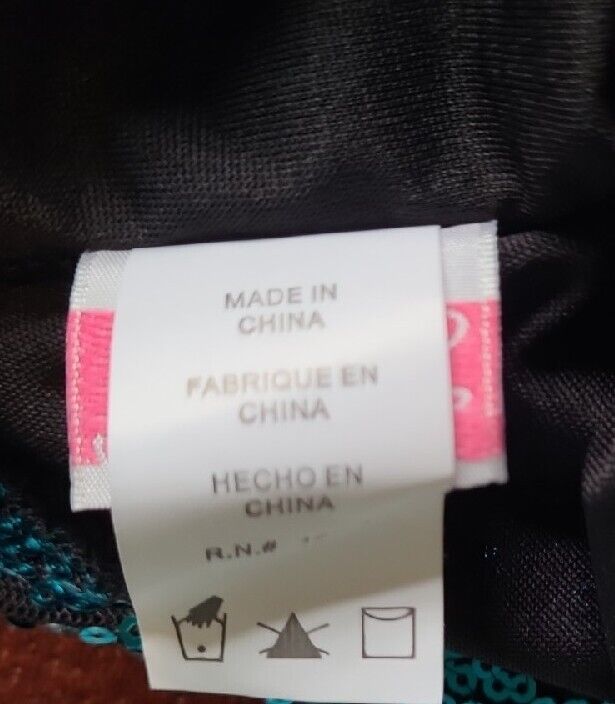 MADE IN
CHINA
FABRIQUE EN
CHINA
HECHO EN
CHINA
R.N.#